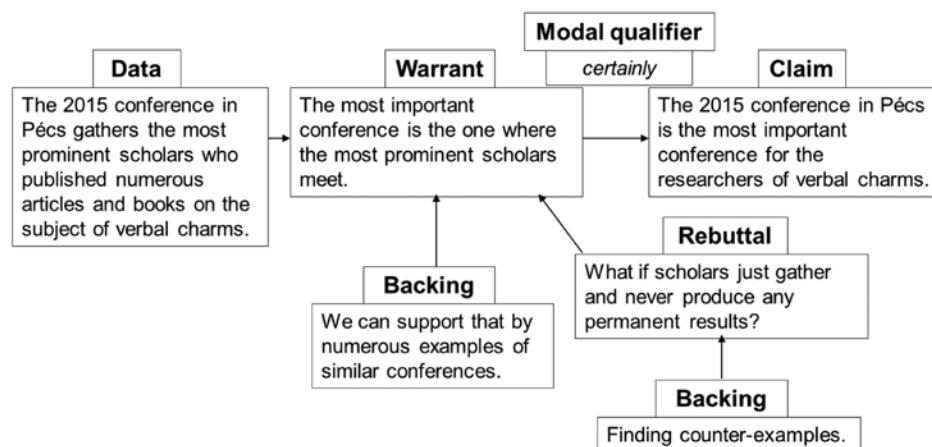 Modal qualifier
certainly
Data
The 2015 conference in
Pécs gathers the most
prominent scholars who
published numerous
articles and books on the
subject of verbal charms.
Warrant
The most important
conference is the one where
the most prominent scholars
meet.
Claim
The 2015 conference in Pécs
is the most important
conference for the
researchers of verbal charms.
Backing
We can support that by
numerous examples of
similar conferences.
Rebuttal
What if scholars just gather
and never produce any
permanent results?
Backing
Finding counter-examples.